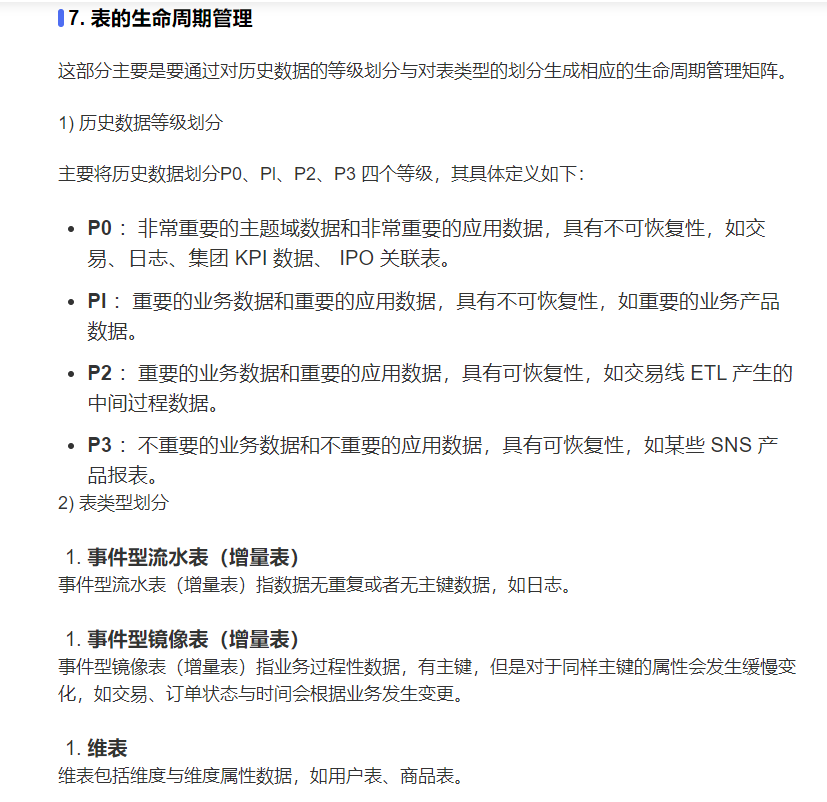 7. 表的生命周期管理
这部分主要是要通过对历史数据的等级划分与对表类型的划分生成相应的生命周期管理矩阵。
1) 历史数据等级划分
主要将历史数据划分P0、Pl、P2、P3 四个等级，其具体定义如下：
• P0 ：非常重要的主题域数据和非常重要的应用数据，具有不可恢复性，如交
易、日志、集团 KPI 数据、 IPO 关联表。
• Pl ：重要的业务数据和重要的应用数据，具有不可恢复性，如重要的业务产品
数据。
• P2 ：重要的业务数据和重要的应用数据，具有可恢复性，如交易线 ETL 产生的
中间过程数据。
• P3 ：不重要的业务数据和不重要的应用数据，具有可恢复性，如某些 SNS 产
品报表。
2) 表类型划分
1. 事件型流水表（增量表）
事件型流水表（增量表）指数据无重复或者无主键数据，如日志。
1. 事件型镜像表（增量表）
事件型镜像表（增量表）指业务过程性数据，有主键，但是对于同样主键的属性会发生缓慢变
化，如交易、订单状态与时间会根据业务发生变更。
1. 维表
维表包括维度与维度属性数据，如用户表、商品表。